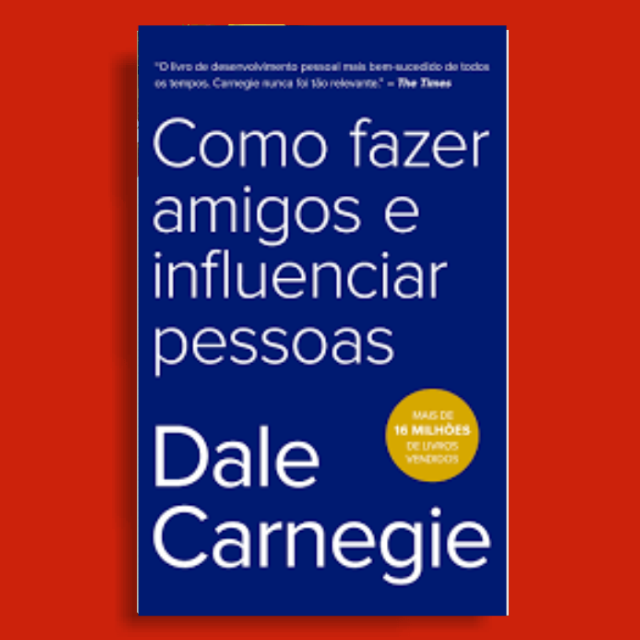 "O livro de desenvolvimento pessoal mais bem-sucedido de todos
os tempos. Carnegie nunca foi tão relevante." – The Times
Como fazer
amigos e
influenciar
pessoas
MAIS DE
16 MILHÕES
DE LIVROS
VENDIDOS
Dale
Carnegie